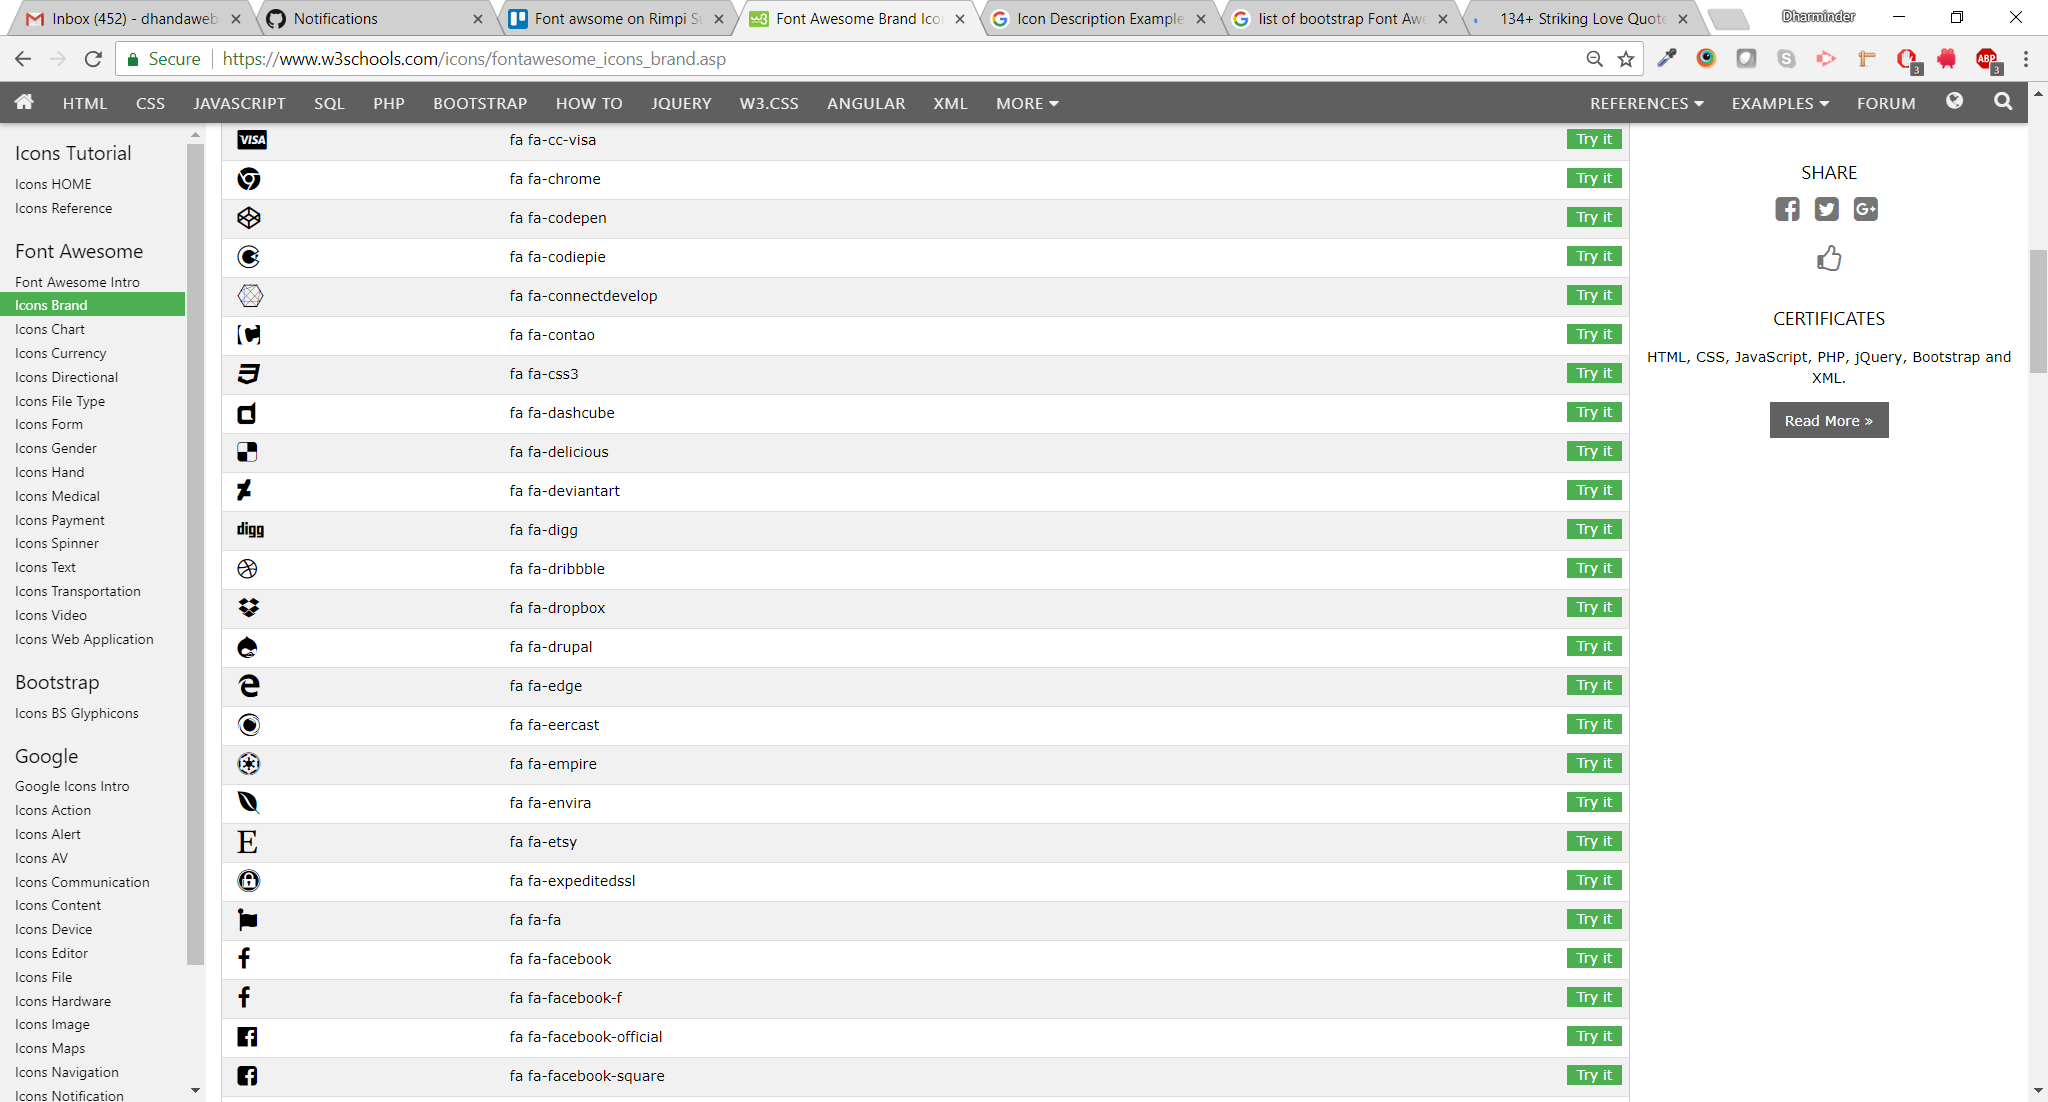 Inbox (452) - dhandaweb
Notifications
Font awsome on Rimpi S
Font Awesome Brand Ico
Icon Description Example
list of bootstrap Font Aw
134+ Striking Love Quot
Dharminder
Secure
https://www.w3schools.com/icons/fontawesome_icons_brand.asp
3
ABP
3
HTML
CSS
JAVASCRIPT
SQL
PHP
BOOTSTRAP
HOW TO
JQUERY
W3.CSS
ANGULAR
XML
MORE
REFERENCES
EXAMPLES
FORUM
Icons Tutorial
Icons HOME
Icons Reference
Font Awesome
Font Awesome Intro
Icons Brand
Icons Chart
Icons Currency
Icons Directional
Icons File Type
Icons Form
Icons Gender
Icons Hand
Icons Medical
Icons Payment
Icons Spinner
Icons Text
Icons Transportation
Icons Video
Icons Web Application
Bootstrap
Icons BS Glyphicons
Google
Google Icons Intro
Icons Action
Icons Alert
Icons AV
Icons Communication
Icons Content
Icons Device
Icons Editor
Icons File
Icons Hardware
Icons Image
Icons Maps
Icons Navigation
Icons Notification
VISA fa fa-cc-visa Try it
fa fa-chrome Try it
fa fa-codepen Try it
fa fa-codiepie Try it
fa fa-connectdevelop Try it
fa fa-contao Try it
fa fa-css3 Try it
fa fa-dashcube Try it
fa fa-delicious Try it
fa fa-deviantart Try it
digg fa fa-digg Try it
fa fa-dribbble Try it
fa fa-dropbox Try it
fa fa-drupal Try it
fa fa-edge Try it
fa fa-eercast Try it
fa fa-empire Try it
fa fa-envira Try it
E fa fa-etsy Try it
fa fa-expeditedssl Try it
fa fa-fa Try it
fa fa-facebook Try it
fa fa-facebook-f Try it
fa fa-facebook-official Try it
fa fa-facebook-square Try it
SHARE
CERTIFICATES
HTML, CSS, JavaScript, PHP, jQuery, Bootstrap and
XML.
Read More »